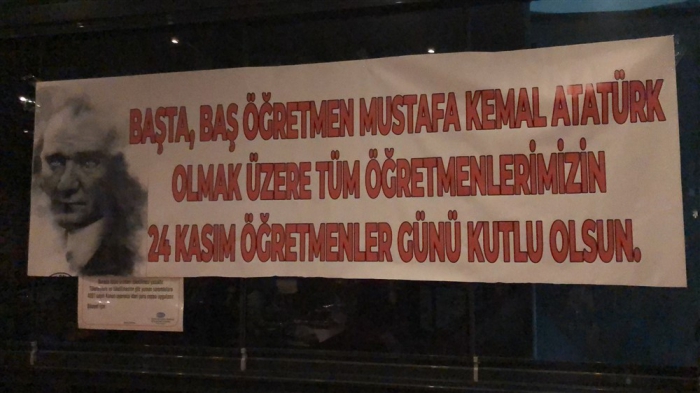 BAŞTA, BAŞ ÖĞRETMEN MUSTAFA KEMAL ATATÜRK
OLMAK ÜZERE TÜM ÖĞRETMENLERİMİZİN
24 KASIM ÖĞRETMENLER GÜNÜ KUTLU OLSUN.